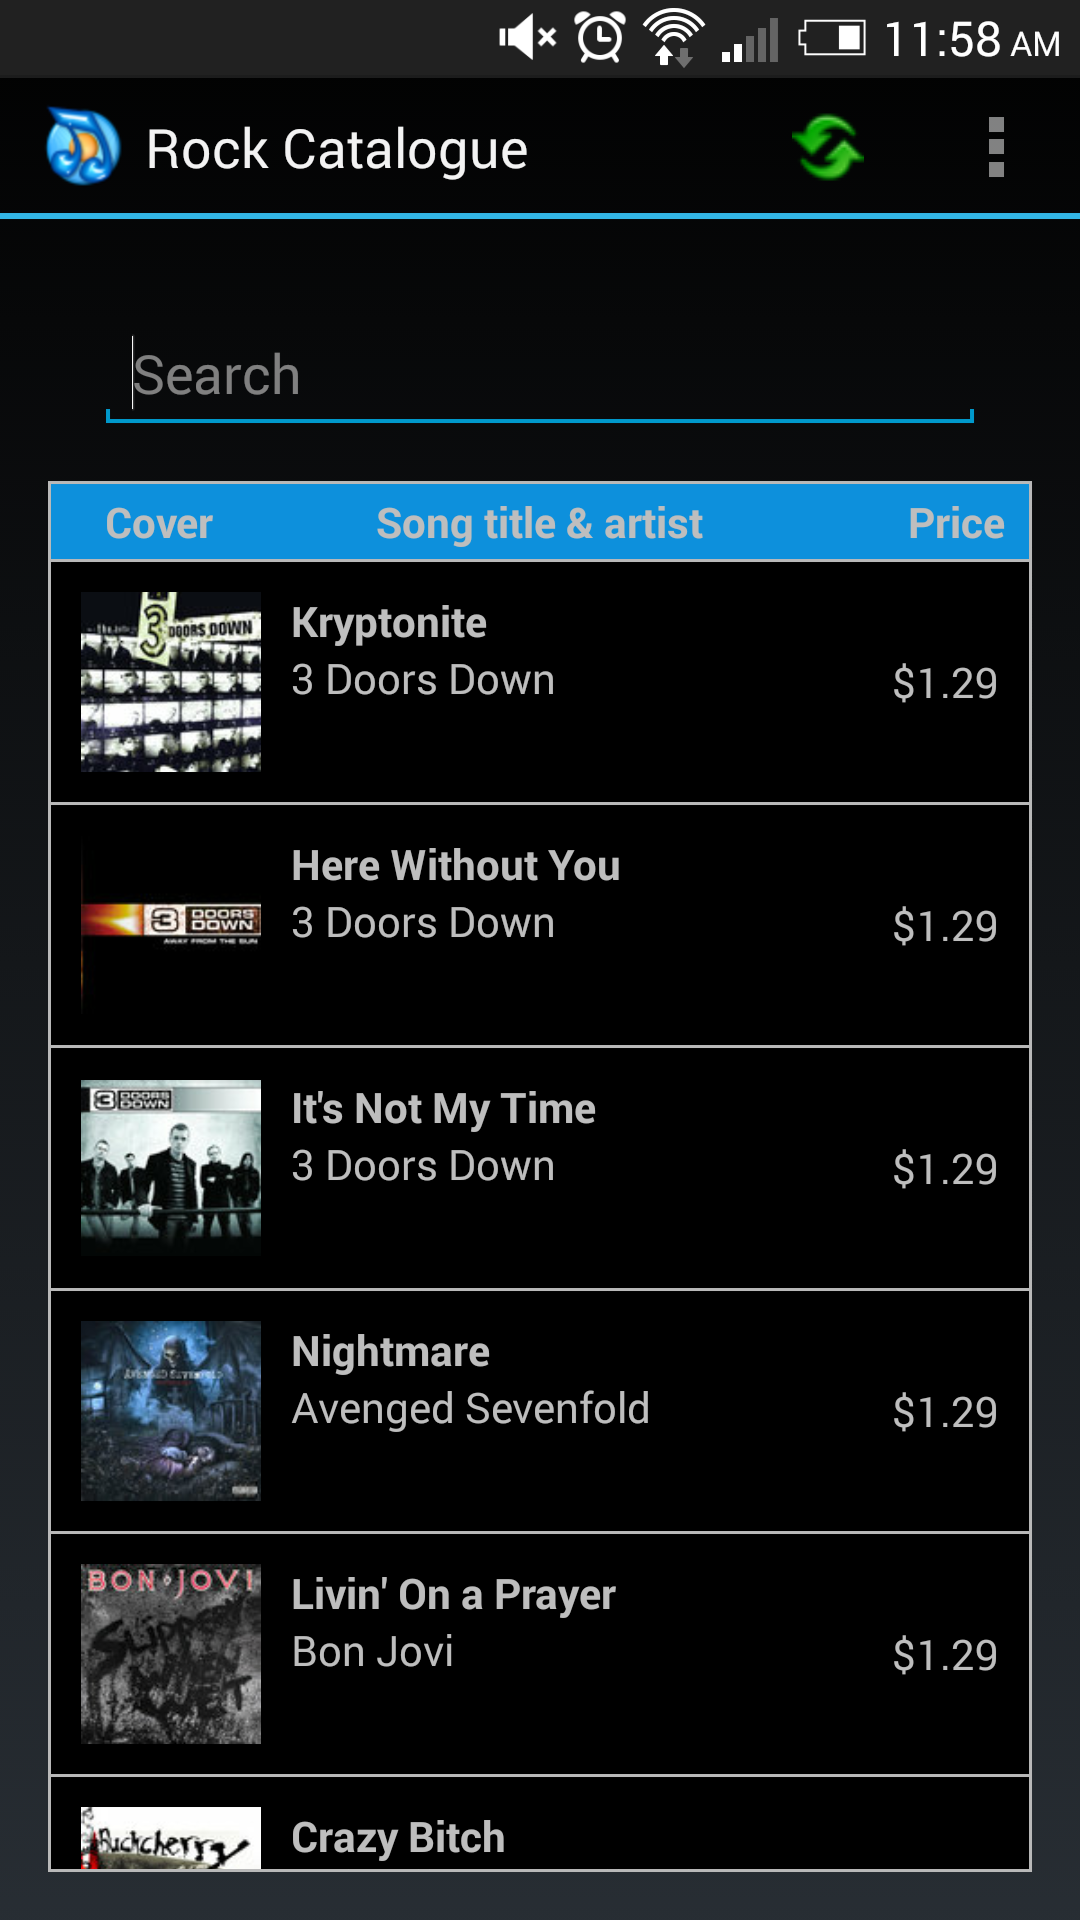 11:58 AM
Rock Catalogue
Search
Cover Song title & artist Price
3 DOORS DOWN
Kryptonite
3 Doors Down
$1.29
3 DOORS DOWN
AWAY FROM THE SUN
Here Without You
3 Doors Down
$1.29
3 DOORS DOWN
It's Not My Time
3 Doors Down
$1.29
AVENGED SEVENFOLD
Nightmare
Avenged Sevenfold
$1.29
BON JOVI
SLIPPERY
WHEN
WET
Livin' On a Prayer
Bon Jovi
$1.29
Buckcherry
Crazy Bitch